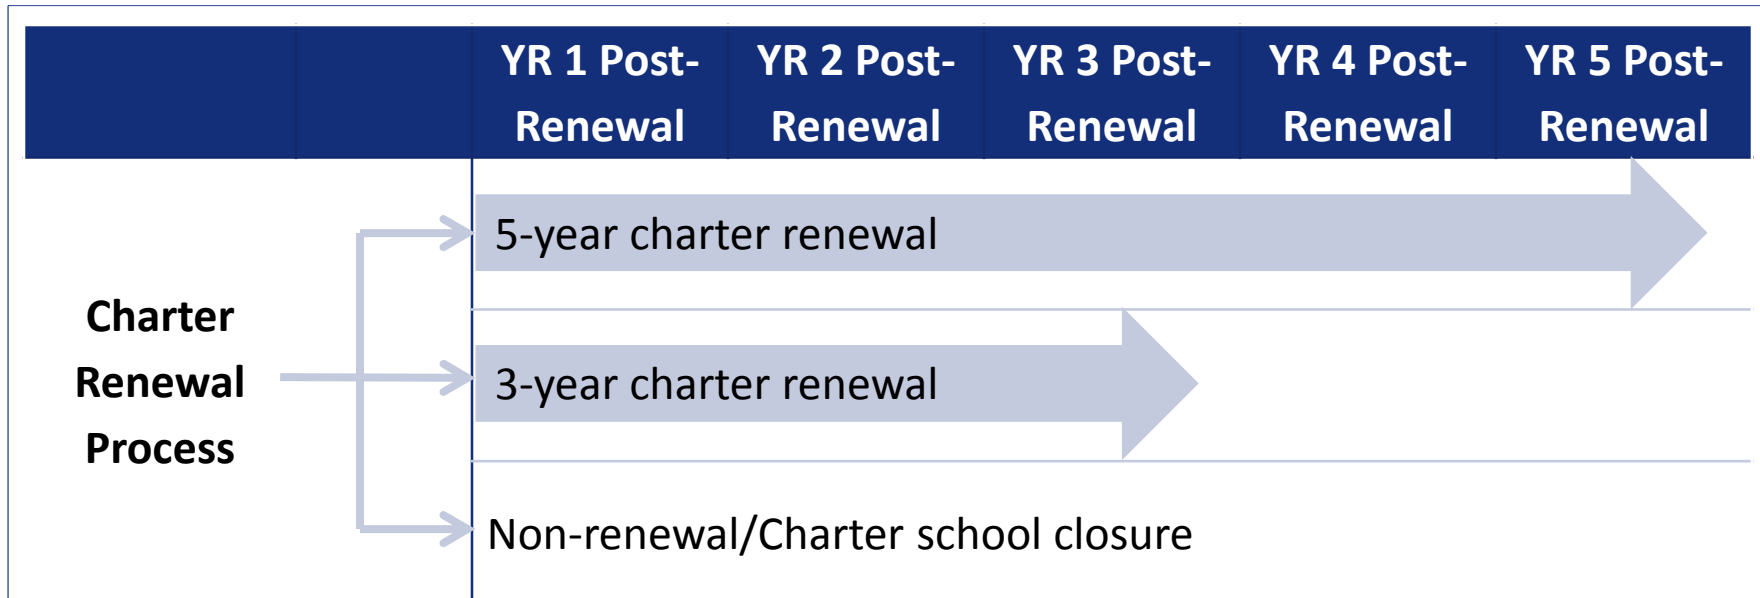 YR 1 Post-
Renewal
YR 2 Post-
Renewal
YR 3 Post-
Renewal
YR 4 Post-
Renewal
YR 5 Post-
Renewal
Charter
Renewal
Process
5-year charter renewal
3-year charter renewal
Non-renewal/Charter school closure